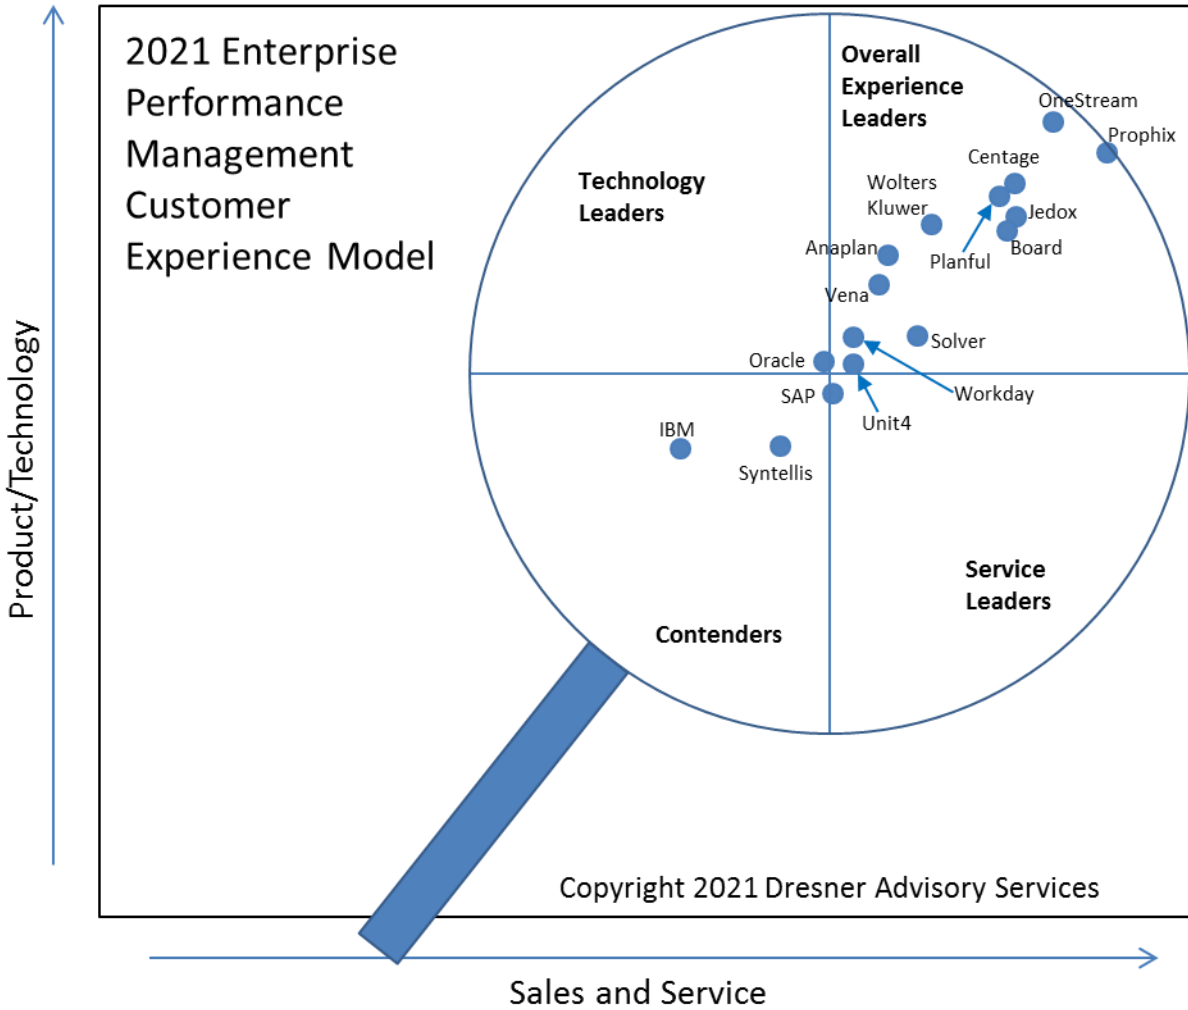 2021 Enterprise
Performance
Management
Customer
Experience Model
Overall
Experience
Leaders
Technology
Leaders
OneStream
Prophix
Centage
Wolters
Kluwer
Jedox
Board
Anaplan
Planful
Vena
Solver
Oracle
Workday
SAP
Unit4
IBM
Syntellis
Service
Leaders
Contenders
Product/Technology
Copyright 2021 Dresner Advisory Services
Sales and Service